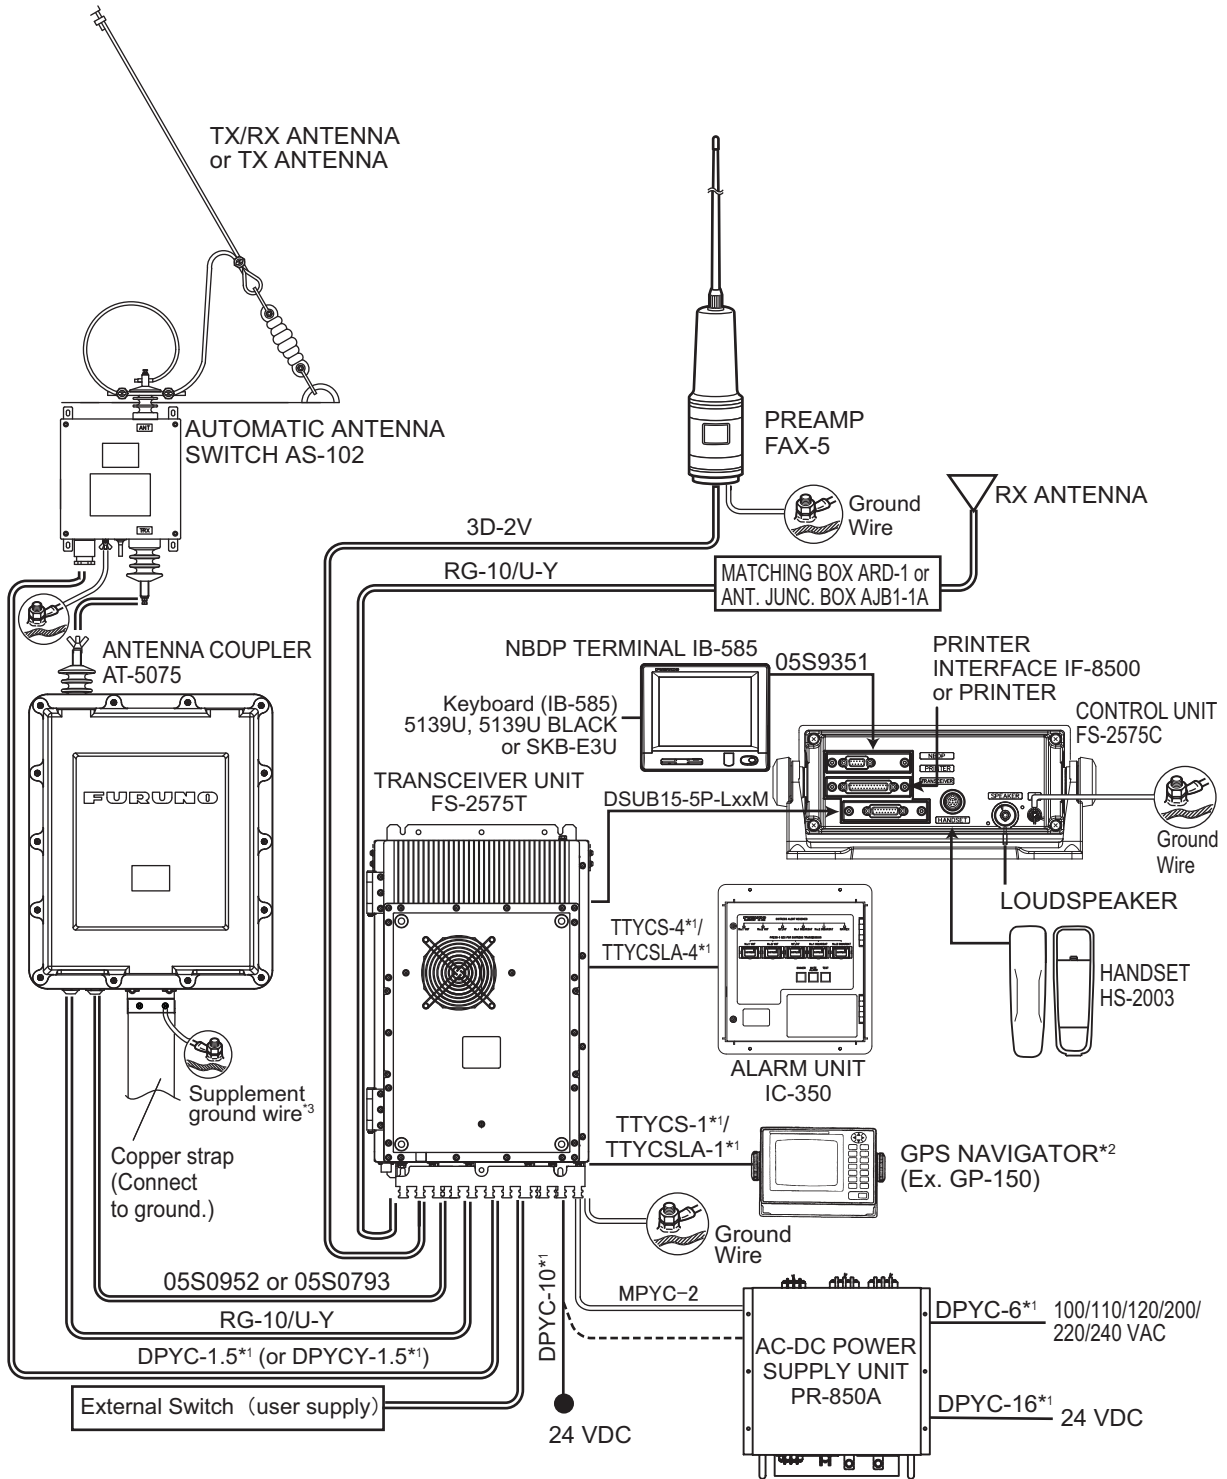 TX/RX ANTENNA
or TX ANTENNA
ANT
AUTOMATIC ANTENNA
SWITCH AS-102
TRX
PREAMP
FAX-5
Ground
Wire
RX ANTENNA
3D-2V
RG-10/U-Y
MATCHING BOX ARD-1 or
ANT. JUNC. BOX AJB1-1A
ANTENNA COUPLER
AT-5075
FURUNO
NBDP TERMINAL IB-585
05S9351
Keyboard (IB-585)
5139U, 5139U BLACK
or SKB-E3U
PRINTER
INTERFACE IF-8500
or PRINTER
CONTROL UNIT
FS-2575C
NBDP
PRINTER
TRANSCEIVER
SPEAKER
HANDSET
Ground
Wire
TRANSCEIVER UNIT
FS-2575T
DSUB15-5P-LxxM
LOUDSPEAKER
HANDSET
HS-2003
TTYCS-4*1/
TTYCSLA-4*1
ALARM UNIT
IC-350
TTYCS-1*1/
TTYCSLA-1*1
GPS NAVIGATOR*2
(Ex. GP-150)
Supplement
ground wire*3
Copper strap
(Connect
to ground.)
Ground
Wire
05S0952 or 05S0793
RG-10/U-Y
DPYC-1.5*1 (or DPYCY-1.5*1)
External Switch (user supply)
DPYC-10*1
24 VDC
MPYC-2
AC-DC POWER
SUPPLY UNIT
PR-850A
DPYC-6*1
100/110/120/200/
220/240 VAC
DPYC-16*1
24 VDC